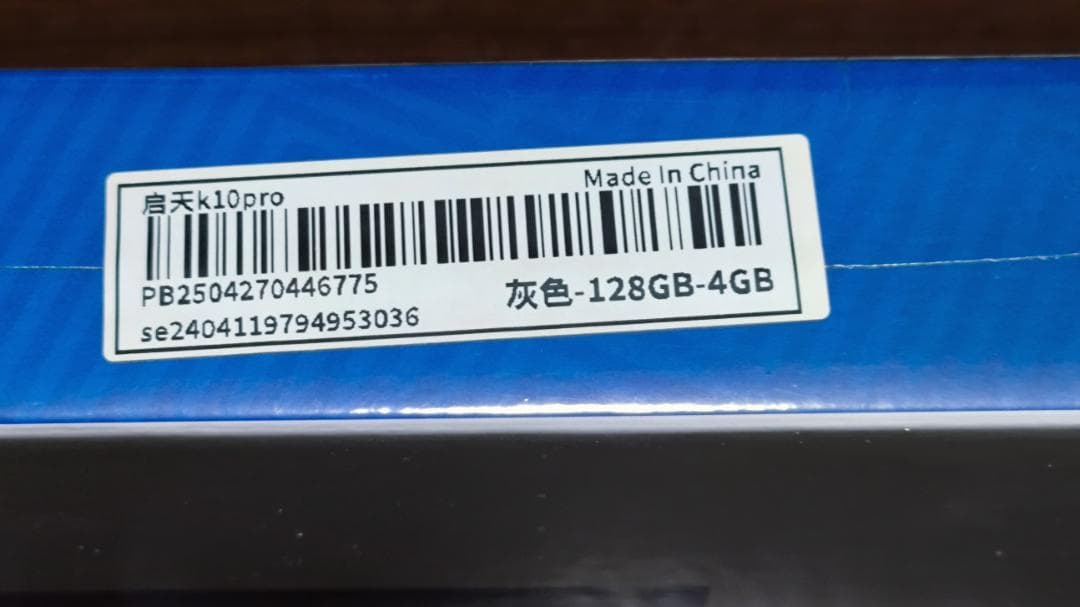 启天k10pro
Made In China
PB2504270446775
灰色-128GB-4GB
se2404119794953036